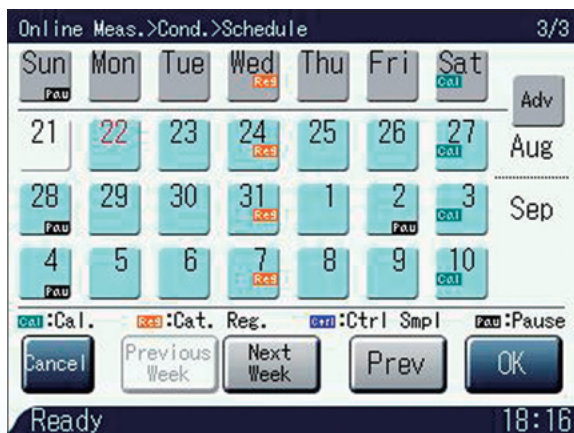 Online Meas.>Cond.>Schedule 3/3
Sun Mon Tue Wed Thu Fri Sat
Pau Reg Cal
Adv
21 22 23 24 25 26 27 Aug
Reg Cal
28 29 30 31 1 2 3 Sep
Pau Reg Pau Cal
4 5 6 7 8 9 10
Pau Reg Cal
Cal :Cal. Reg :Cat. Reg. Ctrl :Ctrl Smpl Pau :Pause
Cancel Previous Week Next Week Prev OK
Ready 18:16